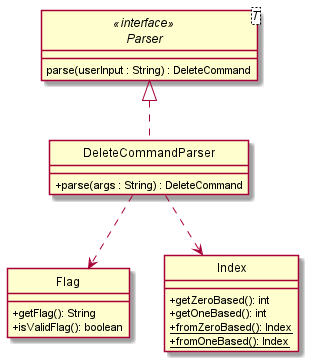 «interface»
Parser
T
parse(userInput : String) : DeleteCommand
DeleteCommandParser
+parse(args : String) : DeleteCommand
Flag
+getFlag(): String
+isValidFlag(): boolean
Index
+getZeroBased(): int
+getOneBased(): int
+fromZeroBased(): Index
+fromOneBased(): Index